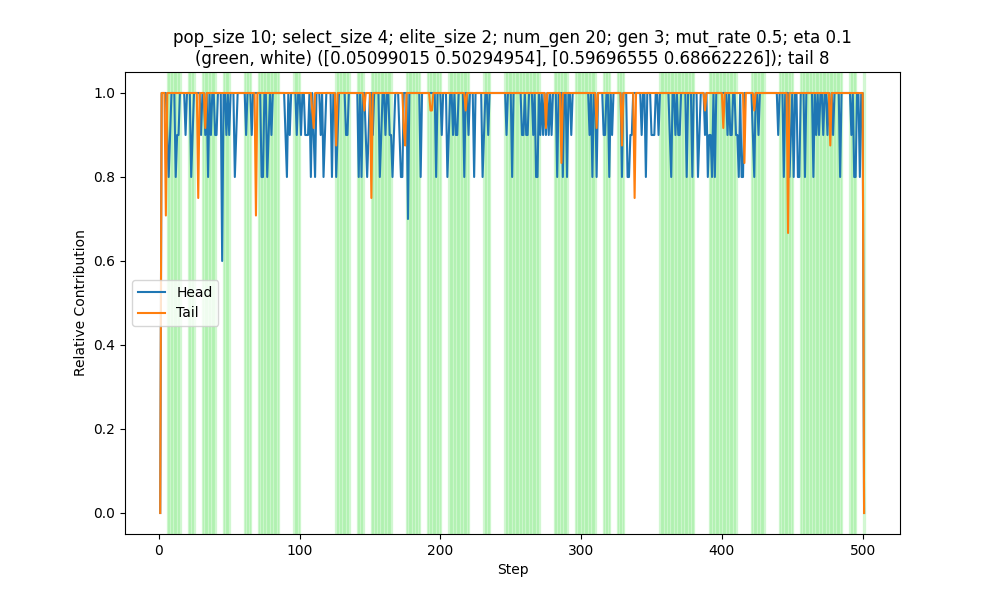 pop_size 10; select_size 4; elite_size 2; num_gen 20; gen 3; mut_rate 0.5; eta 0.1
(green, white) ([0.05099015 0.50294954], [0.59696555 0.68662226]); tail 8
1.0
0.8
0.6
0.4
0.2
0.0
Relative Contribution
Head
Tail
0
100
200
300
400
500
Step